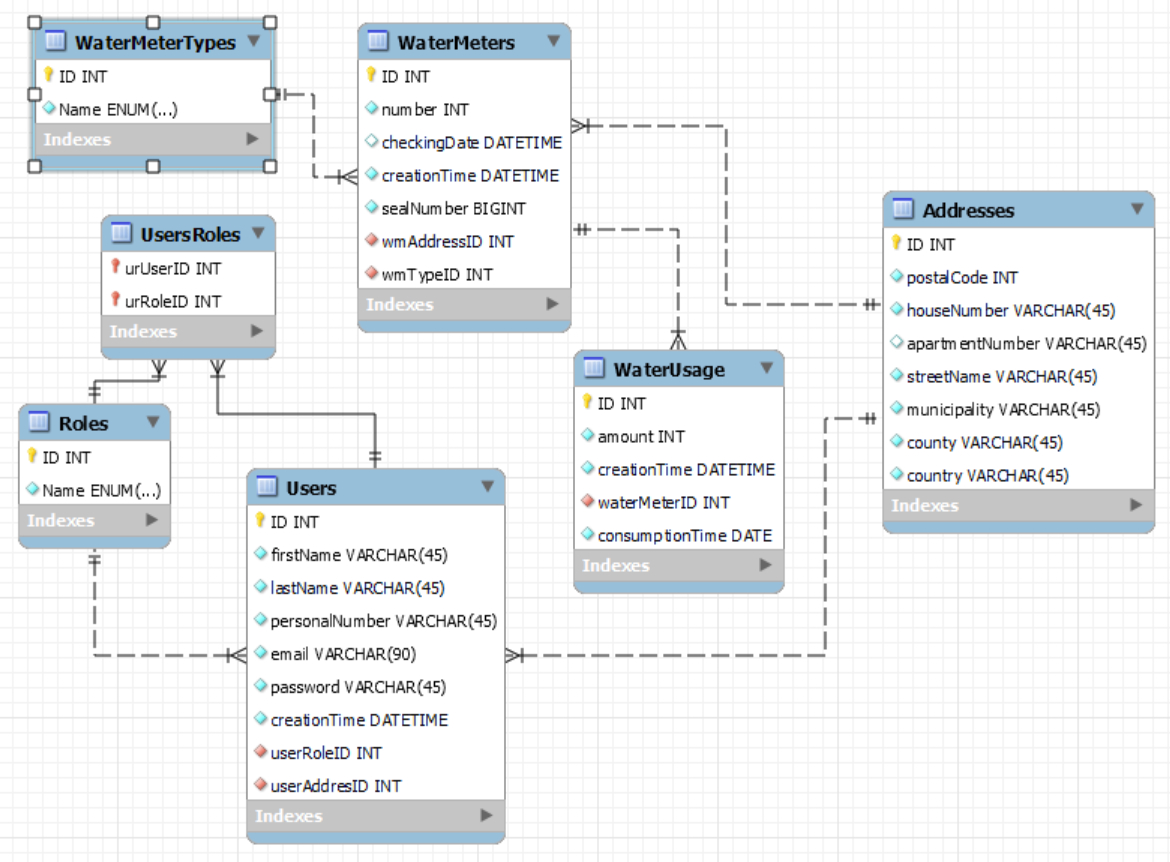 WaterMeterTypes
ID INT
Name ENUM(...)
Indexes
WaterMeters
ID INT
number INT
checkingDate DATETIME
creationTime DATETIME
sealNumber BIGINT
wmAddressID INT
wmTypeID INT
Indexes
Addresses
ID INT
postalCode INT
houseNumber VARCHAR(45)
apartmentNumber VARCHAR(45)
streetName VARCHAR(45)
municipality VARCHAR(45)
county VARCHAR(45)
country VARCHAR(45)
Indexes
UsersRoles
urUserID INT
urRoleID INT
Indexes
WaterUsage
ID INT
amount INT
creationTime DATETIME
waterMeterID INT
consumptionTime DATE
Indexes
Roles
ID INT
Name ENUM(...)
Indexes
Users
ID INT
firstName VARCHAR(45)
lastName VARCHAR(45)
personalNumber VARCHAR(45)
email VARCHAR(90)
password VARCHAR(45)
creationTime DATETIME
userRoleID INT
userAddresID INT
Indexes